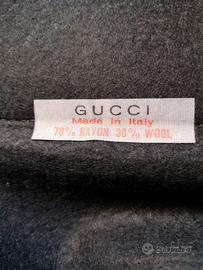 GUCCI
Made in Italy
70% RAYON 30% WOOL
subito